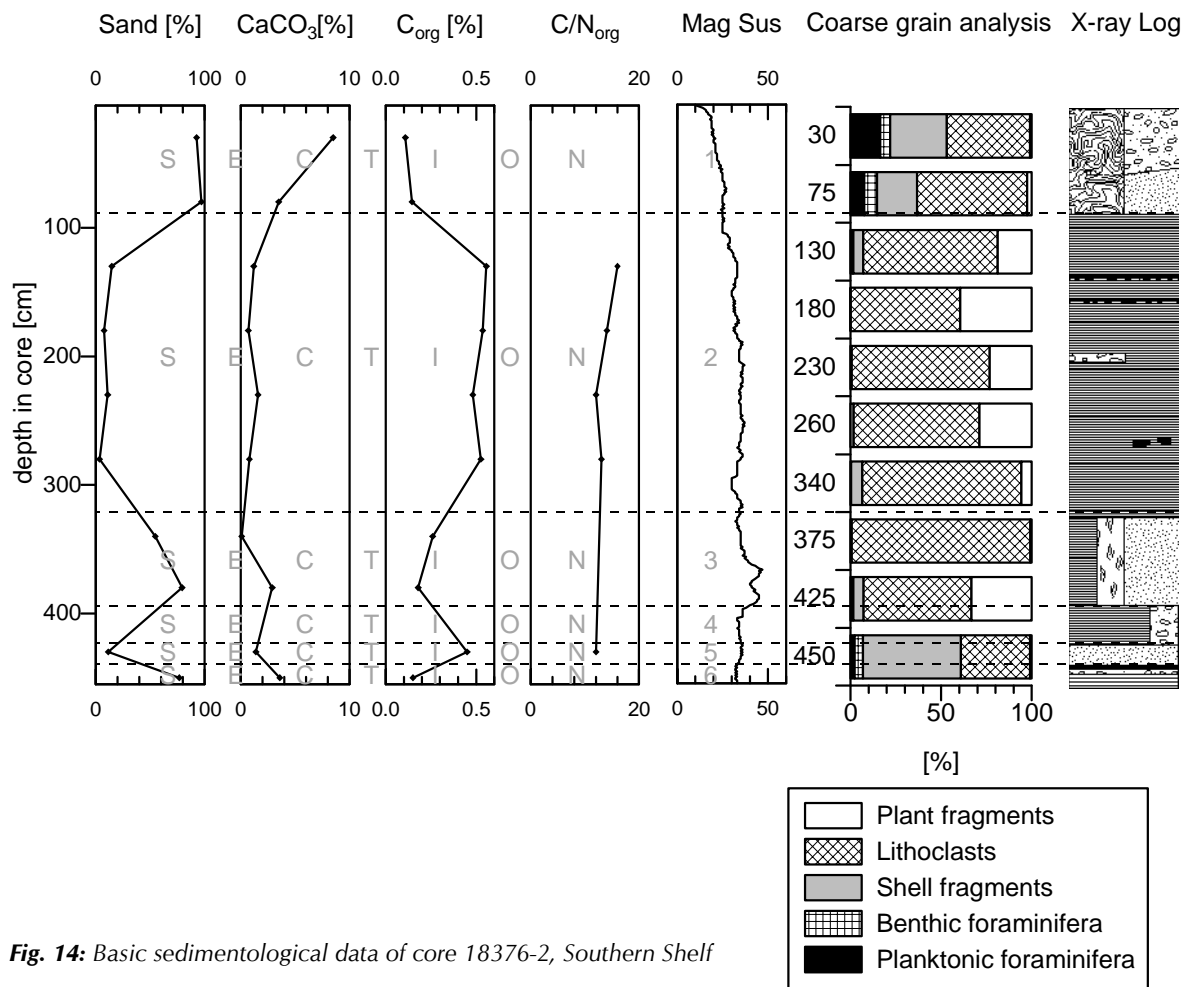 Sand [%] CaCO3[%] Corg [%] C/Norg Mag Sus Coarse grain analysis X-ray Log
0 100 0 10 0.0 0.5 0 20 0 50
30
S E C T I O N 1
75
100
130
180
200
S E C T I O N 2
230
260
300
340
375
S E C T I O N 3
400
425
S E C T I O N 4
S E C T I O N 5
450
S E C T I O N 6
depth in core [cm]
0 100 0 10 0.0 0.5 0 20 0 50 0 50 100
[%]
Plant fragments
Lithoclasts
Shell fragments
Benthic foraminifera
Planktonic foraminifera
Fig. 14: Basic sedimentological data of core 18376-2, Southern Shelf